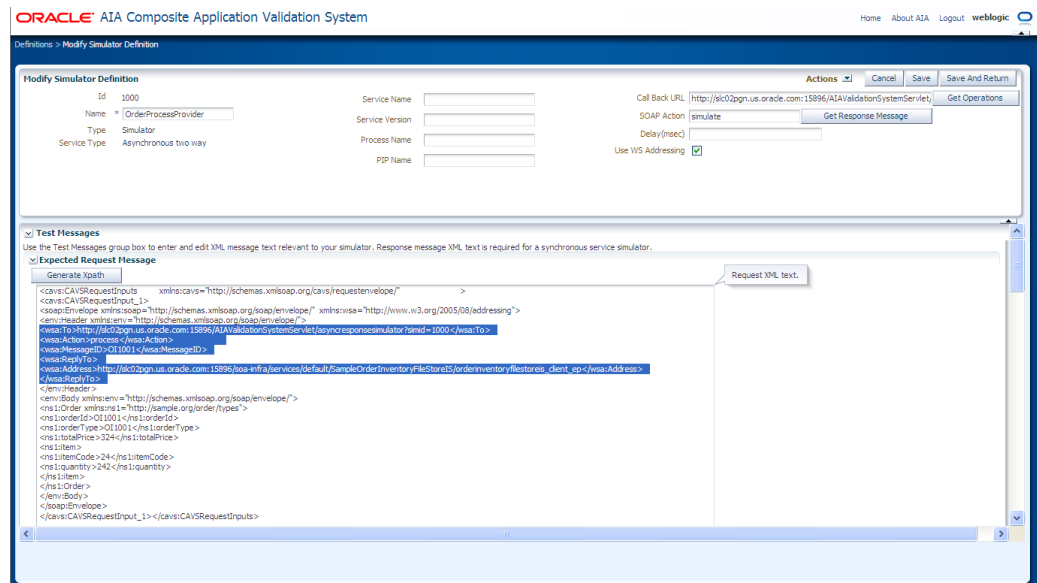 ORACLE AIA Composite Application Validation System
Home About AIA Logout weblogic
Definitions > Modify Simulator Definition
Modify Simulator Definition
Actions Cancel Save Save And Return
Id 1000
Name * OrderProcessProvider
Type Simulator
Service Type Asynchronous two way
Service Name
Service Version
Process Name
PIP Name
Call Back URL http://slc02pgn.us.oracle.com:15896/AIAValidationSystemServlet/ Get Operations
SOAP Action simulate Get Response Message
Delay(msec)
Use WS Addressing
Test Messages
Use the Test Messages group box to enter and edit XML message text relevant to your simulator. Response message XML text is required for a synchronous service simulator.
Expected Request Message
Generate Xpath
Request XML text.
<cavs:CAVSRequestInputs xmlns:cavs="http://schemas.xmlsoap.org/cavs/requestenvelope/" >
<cavs:CAVSRequestInput_1>
<soap:Envelope xmlns:soap="http://schemas.xmlsoap.org/soap/envelope/" xmlns:wsa="http://www.w3.org/2005/08/addressing">
<env:Header xmlns:env="http://schemas.xmlsoap.org/soap/envelope/">
<wsa:To>http://slc02pgn.us.oracle.com:15896/AIAValidationSystemServlet/asyncresponsesimulator?simid=1000</wsa:To>
<wsa:Action>process</wsa:Action>
<wsa:MessageID>OI1001</wsa:MessageID>
<wsa:ReplyTo>
<wsa:Address>http://slc02pgn.us.oracle.com:15896/soa-infra/services/default/SampleOrderInventoryFileStoreIS/orderinventoryfilestoreis_client_ep</wsa:Address>
</wsa:ReplyTo>
</env:Header>
<env:Body xmlns:env="http://schemas.xmlsoap.org/soap/envelope/">
<ns1:Order xmlns:ns1="http://sample.org/order/types">
<ns1:orderId>OI1001</ns1:orderId>
<ns1:orderType>OI1001</ns1:orderType>
<ns1:totalPrice>324</ns1:totalPrice>
<ns1:item>
<ns1:itemCode>24</ns1:itemCode>
<ns1:quantity>242</ns1:quantity>
</ns1:item>
</ns1:Order>
</env:Body>
</soap:Envelope>
</cavs:CAVSRequestInput_1></cavs:CAVSRequestInputs>